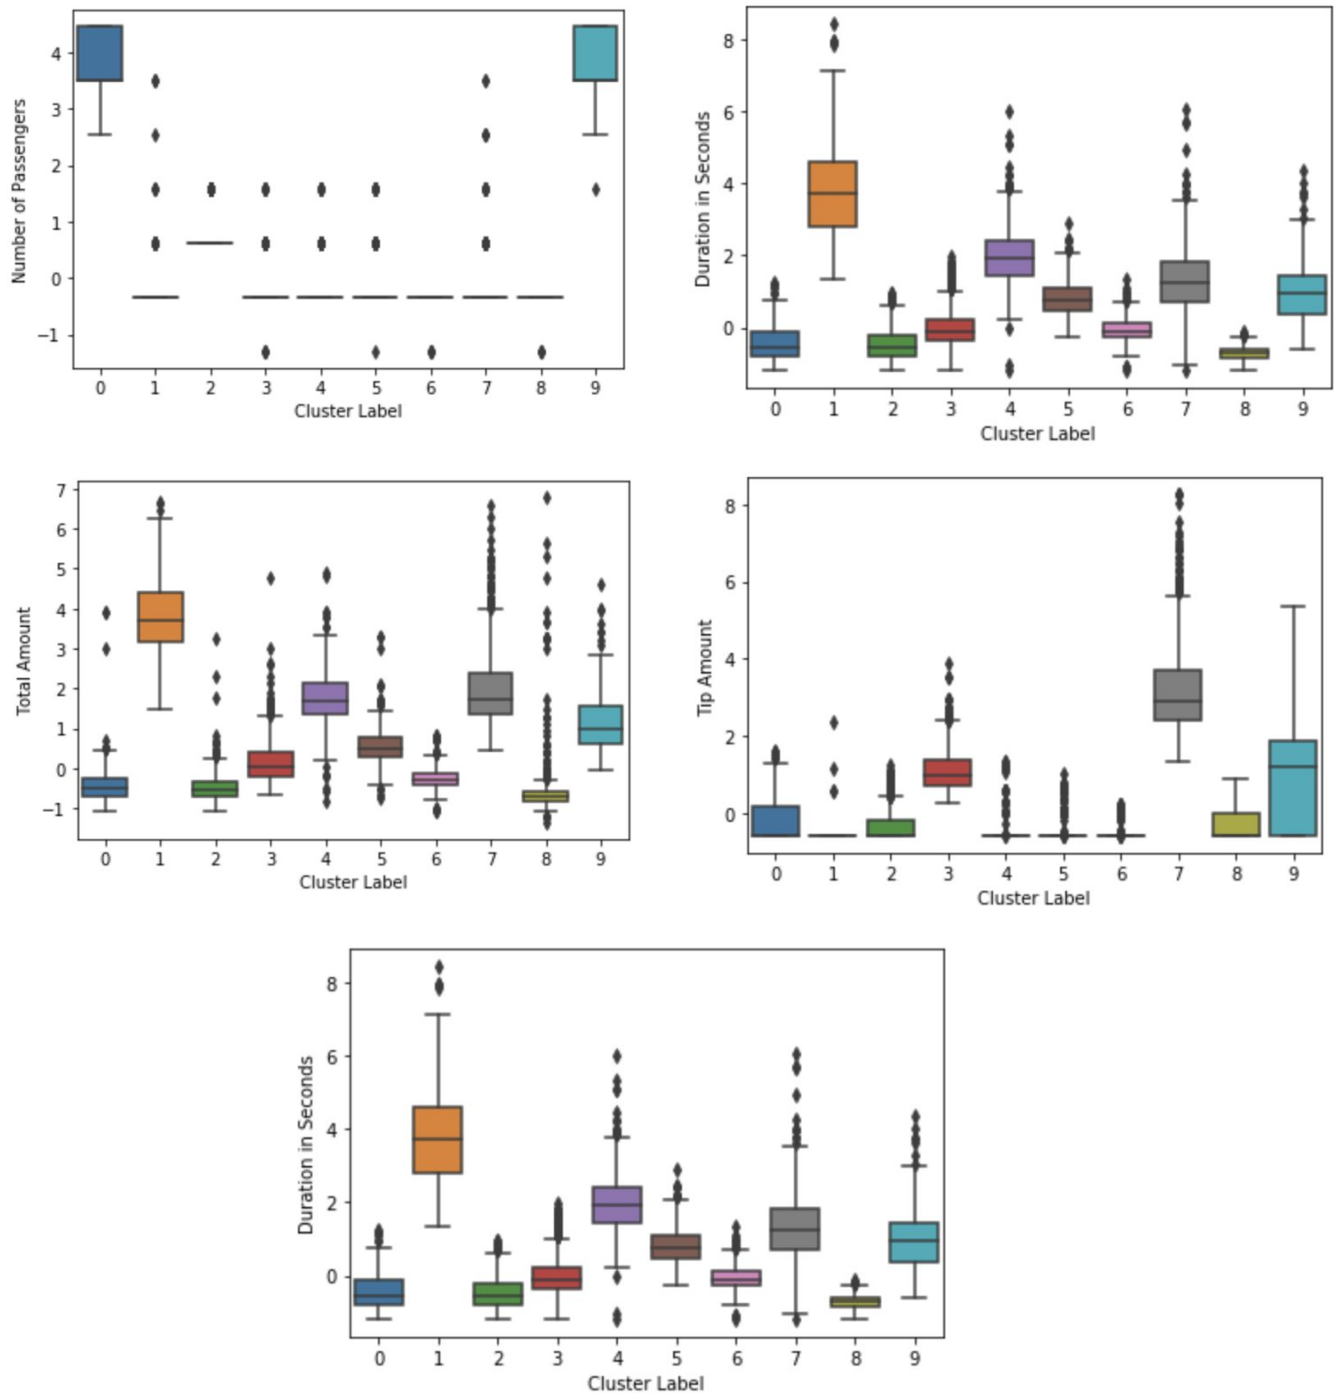 Number of Passengers
4
3
2
1
0
−1
0 1 2 3 4 5 6 7 8 9
Cluster Label
Duration in Seconds
8
6
4
2
0
0 1 2 3 4 5 6 7 8 9
Cluster Label
Total Amount
7
6
5
4
3
2
1
0
−1
0 1 2 3 4 5 6 7 8 9
Cluster Label
Tip Amount
8
6
4
2
0
0 1 2 3 4 5 6 7 8 9
Cluster Label
Duration in Seconds
8
6
4
2
0
0 1 2 3 4 5 6 7 8 9
Cluster Label